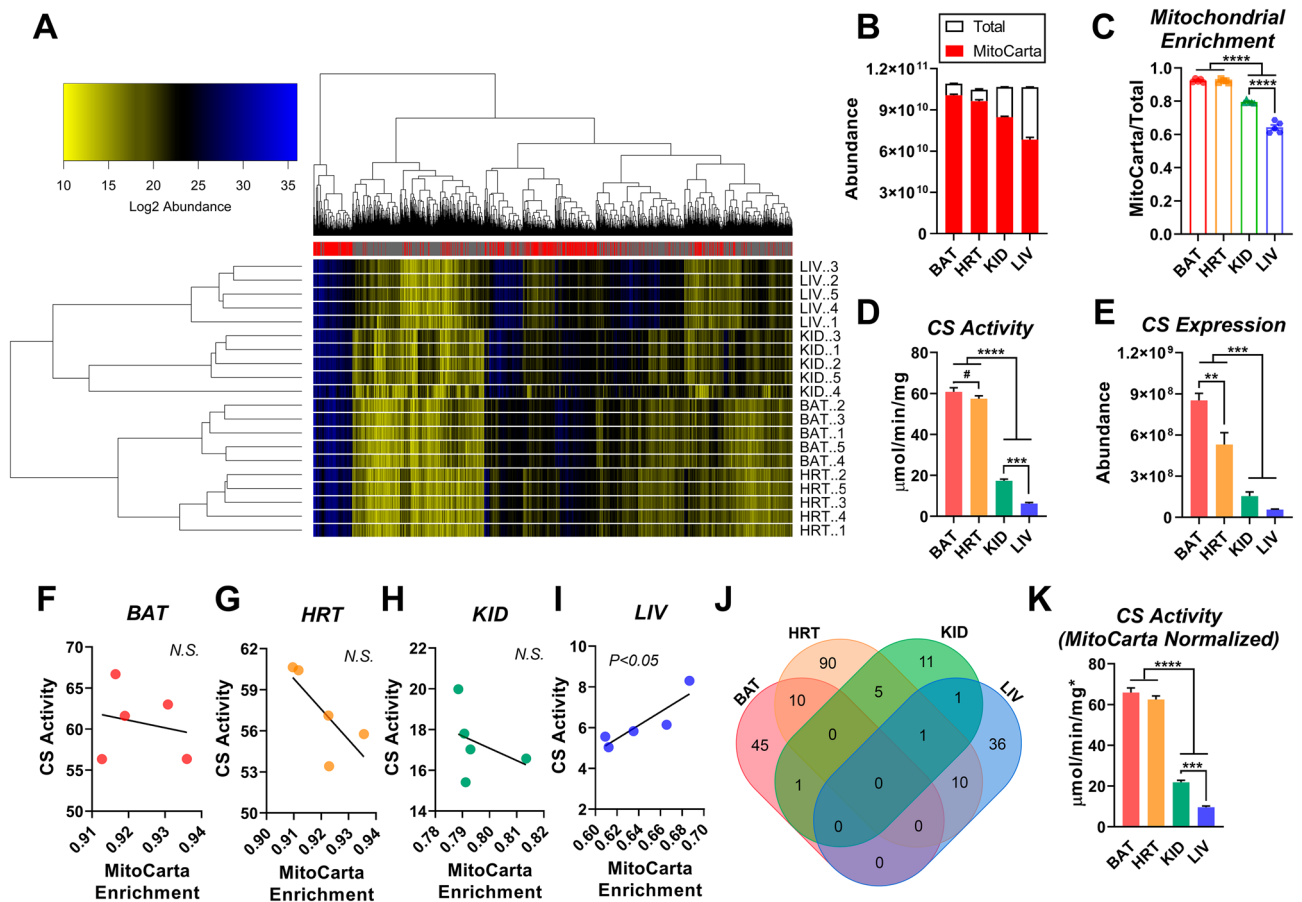 A
10 15 20 25 30 35
Log2 Abundance
LIV..3
LIV..2
LIV..5
LIV..4
LIV..1
KID..3
KID..1
KID..2
KID..5
KID..4
BAT..2
BAT..3
BAT..1
BAT..5
BAT..4
HRT..2
HRT..5
HRT..3
HRT..4
HRT..1
B
Total
MitoCarta
Abundance
1.2×10¹¹
9×10¹⁰
6×10¹⁰
3×10¹⁰
0
BAT HRT KID LIV
C
Mitochondrial
Enrichment
MitoCarta/Total
1.0
0.8
0.6
0.4
0.2
0.0
****
****
BAT HRT KID LIV
D
CS Activity
μmol/min/mg
80
60
40
20
0
****
#
***
BAT HRT KID LIV
E
CS Expression
Abundance
1.2×10⁹
9×10⁸
6×10⁸
3×10⁸
0
***
**
BAT HRT KID LIV
F
BAT
N.S.
CS Activity
70
65
60
55
50
0.91 0.92 0.93 0.94
MitoCarta
Enrichment
G
HRT
N.S.
CS Activity
62
59
56
53
50
0.90 0.91 0.92 0.93 0.94
MitoCarta
Enrichment
H
KID
N.S.
CS Activity
22
20
18
16
14
0.78 0.79 0.80 0.81 0.82
MitoCarta
Enrichment
I
LIV
P<0.05
CS Activity
10
8
6
4
2
0.60 0.62 0.64 0.66 0.68 0.70
MitoCarta
Enrichment
J
HRT KID
BAT LIV
90 11
10 5 1
45 0 1 36
1 0 10
0 0
0
K
CS Activity
(MitoCarta Normalized)
μmol/min/mg*
80
60
40
20
0
****
***
BAT HRT KID LIV